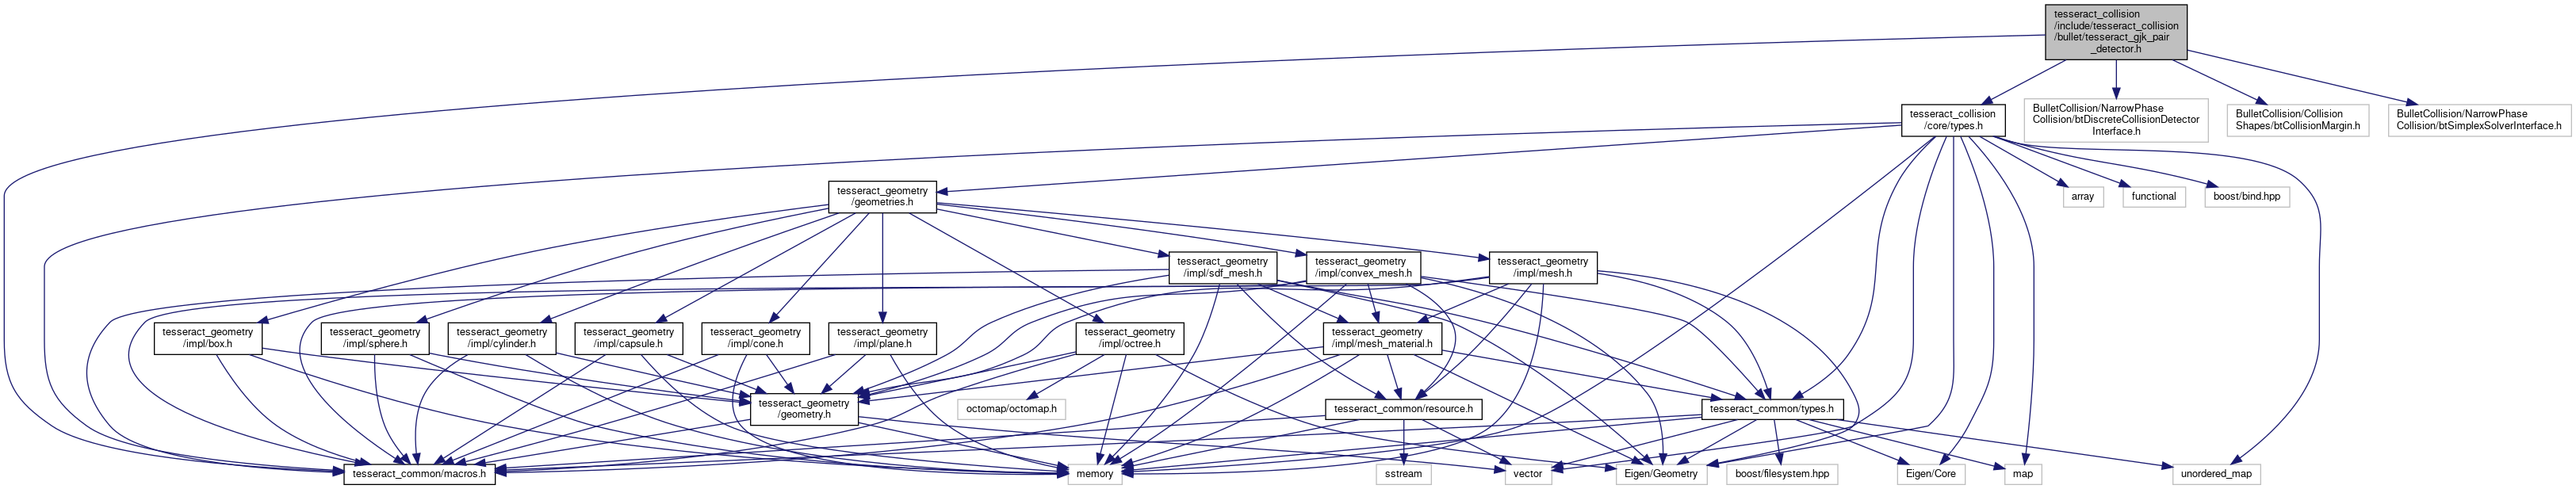 tesseract_collision
/include/tesseract_collision
/bullet/tesseract_gjk_pair
_detector.h
tesseract_collision
/core/types.h
BulletCollision/NarrowPhase
Collision/btDiscreteCollisionDetector
Interface.h
BulletCollision/Collision
Shapes/btCollisionMargin.h
BulletCollision/NarrowPhase
Collision/btSimplexSolverInterface.h
tesseract_geometry
/geometries.h
array
functional
boost/bind.hpp
tesseract_geometry
/impl/sdf_mesh.h
tesseract_geometry
/impl/convex_mesh.h
tesseract_geometry
/impl/mesh.h
tesseract_geometry
/impl/box.h
tesseract_geometry
/impl/sphere.h
tesseract_geometry
/impl/cylinder.h
tesseract_geometry
/impl/capsule.h
tesseract_geometry
/impl/cone.h
tesseract_geometry
/impl/plane.h
tesseract_geometry
/impl/octree.h
tesseract_geometry
/impl/mesh_material.h
tesseract_geometry
/geometry.h
octomap/octomap.h
tesseract_common/resource.h
tesseract_common/types.h
tesseract_common/macros.h
memory
sstream
vector
Eigen/Geometry
boost/filesystem.hpp
Eigen/Core
map
unordered_map